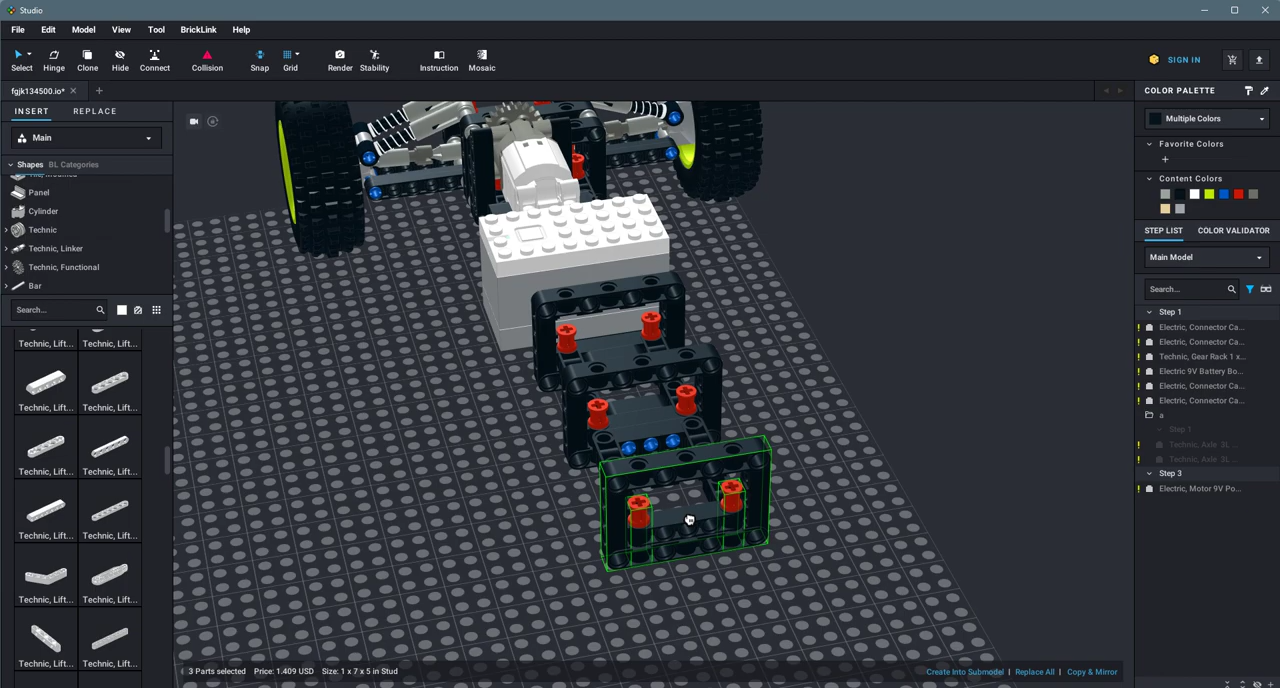 Studio
File Edit Model View Tool BrickLink Help
Select Hinge Clone Hide Connect Collision Snap Grid Render Stability Instruction Mosaic
SIGN IN
fgjk134500.io*
INSERT REPLACE
Main
Shapes BL Categories
Panel
Cylinder
Technic
Technic, Linker
Technic, Functional
Bar
Search...
Technic, Lift... Technic, Lift...
Technic, Lift... Technic, Lift...
Technic, Lift... Technic, Lift...
Technic, Lift... Technic, Lift...
Technic, Lift... Technic, Lift...
Technic, Lift... Technic, Lift...
3 Parts selected Price: 1.409 USD Size: 1 x 7 x 5 in Stud
Create Into Submodel | Replace All | Copy & Mirror
COLOR PALETTE
Multiple Colors
Favorite Colors
Content Colors
STEP LIST COLOR VALIDATOR
Main Model
Search...
Step 1
Electric, Connector Ca...
Electric, Connector Ca...
Technic, Gear Rack 1 x...
Electric 9V Battery Bo...
Electric, Connector Ca...
Electric, Connector Ca...
a
Step 1
Technic, Axle 3L ...
Technic, Axle 3L ...
Step 3
Electric, Motor 9V Po...